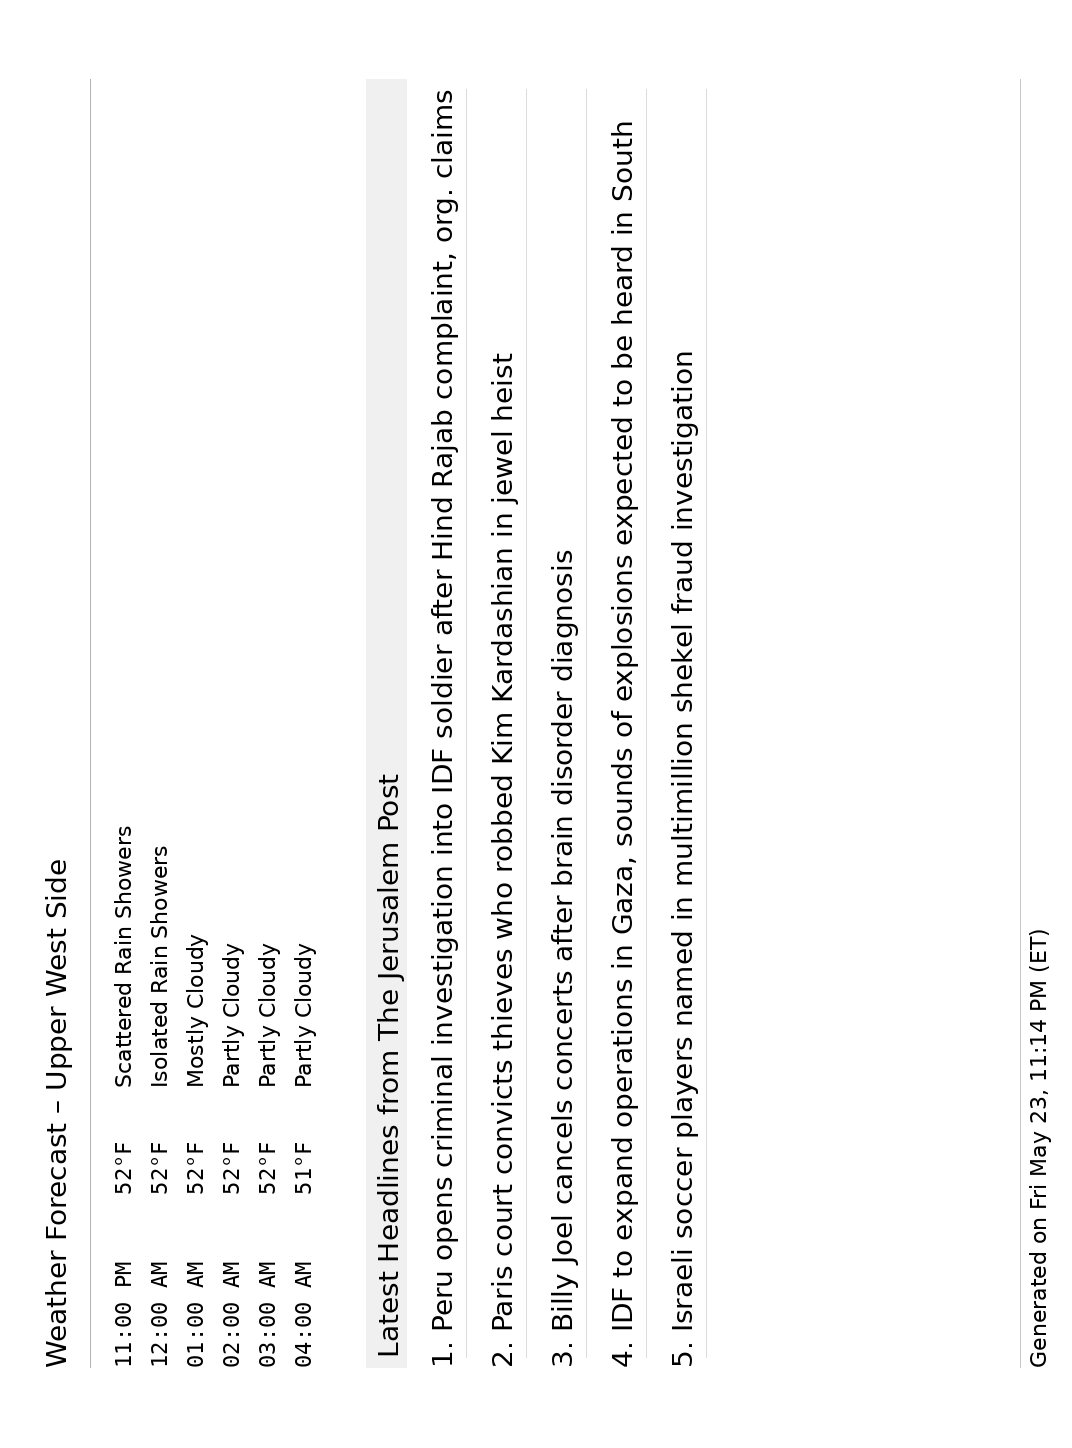 Weather Forecast – Upper West Side
11:00 PM 52°F Scattered Rain Showers
12:00 AM 52°F Isolated Rain Showers
01:00 AM 52°F Mostly Cloudy
02:00 AM 52°F Partly Cloudy
03:00 AM 52°F Partly Cloudy
04:00 AM 51°F Partly Cloudy
Latest Headlines from The Jerusalem Post
1. Peru opens criminal investigation into IDF soldier after Hind Rajab complaint, org. claims
2. Paris court convicts thieves who robbed Kim Kardashian in jewel heist
3. Billy Joel cancels concerts after brain disorder diagnosis
4. IDF to expand operations in Gaza, sounds of explosions expected to be heard in South
5. Israeli soccer players named in multimillion shekel fraud investigation
Generated on Fri May 23, 11:14 PM (ET)